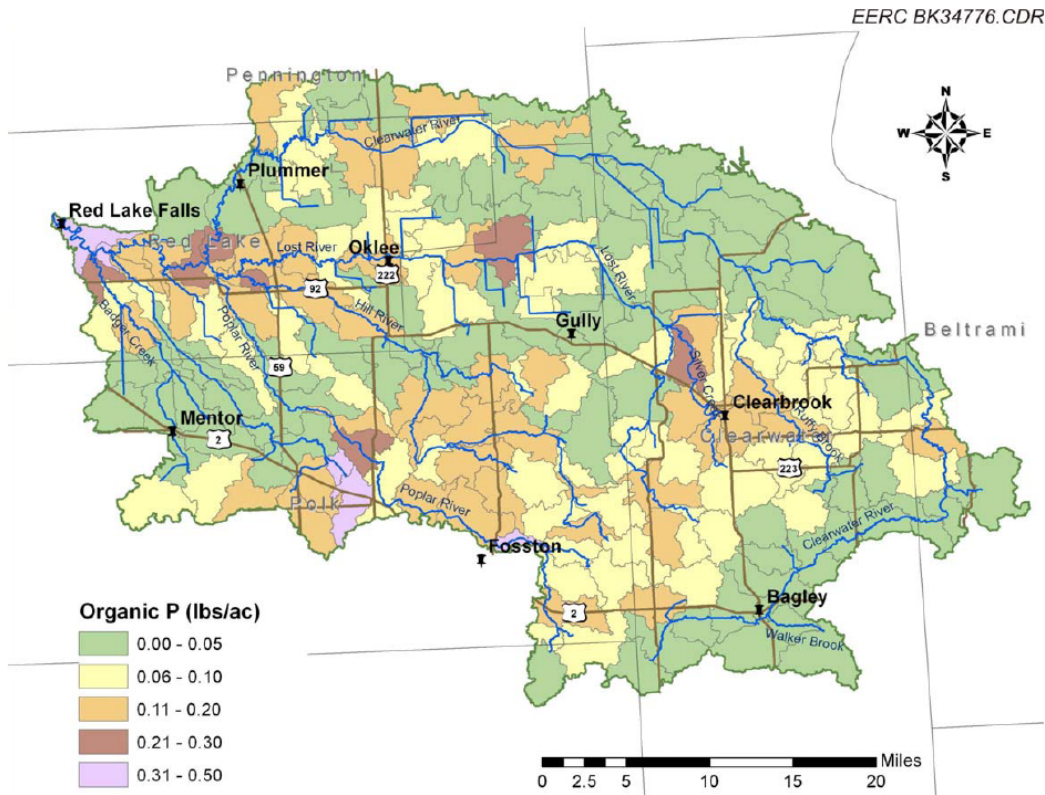 EERC BK34776.CDR
Pennington
N
W E
S
Clearwater River
Plummer
Red Lake Falls
Red Lake
Lost River
Oklee
222
92
Lost River
Hill River
Gully
Beltrami
Badger Creek
Poplar River
59
Silver Creek
Clearbrook
Mentor
2
Clearwater
Ruffy Brook
223
Poplar River
Polk
Clearwater River
Fosston
Organic P (lbs/ac)
2
Bagley
0.00 - 0.05
Walker Brook
0.06 - 0.10
0.11 - 0.20
0.21 - 0.30
Miles
0 2.5 5 10 15 20
0.31 - 0.50